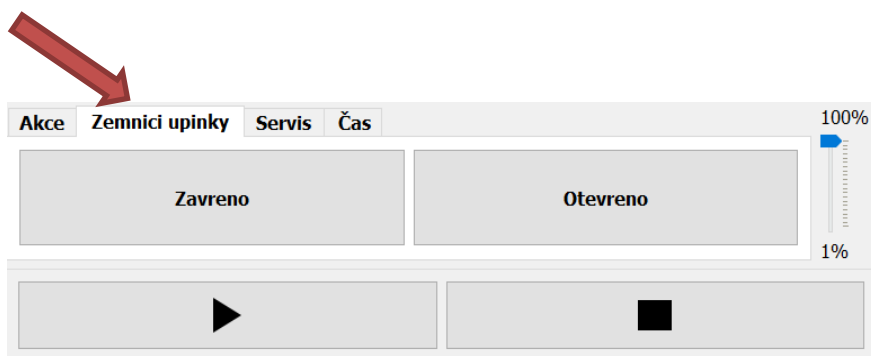 Akce Zemnici upinky Servis Čas
100%
Zavreno Otevreno
1%